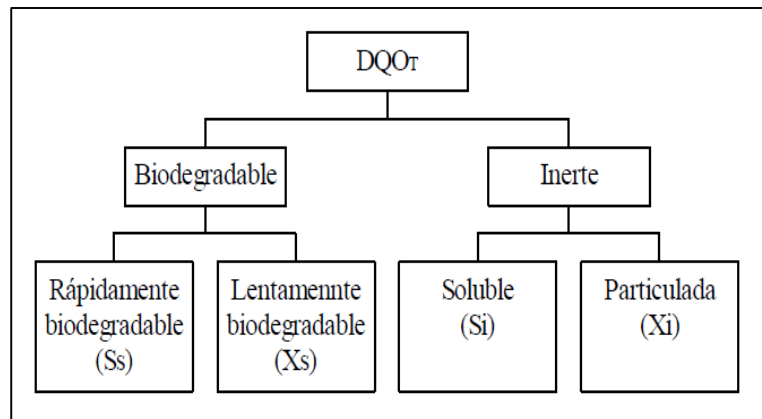 DQOT
Biodegradable
Inerte
Rápidamente
biodegradable
(Ss)
Lentamennte
biodegradable
(Xs)
Soluble
(Si)
Particulada
(Xi)